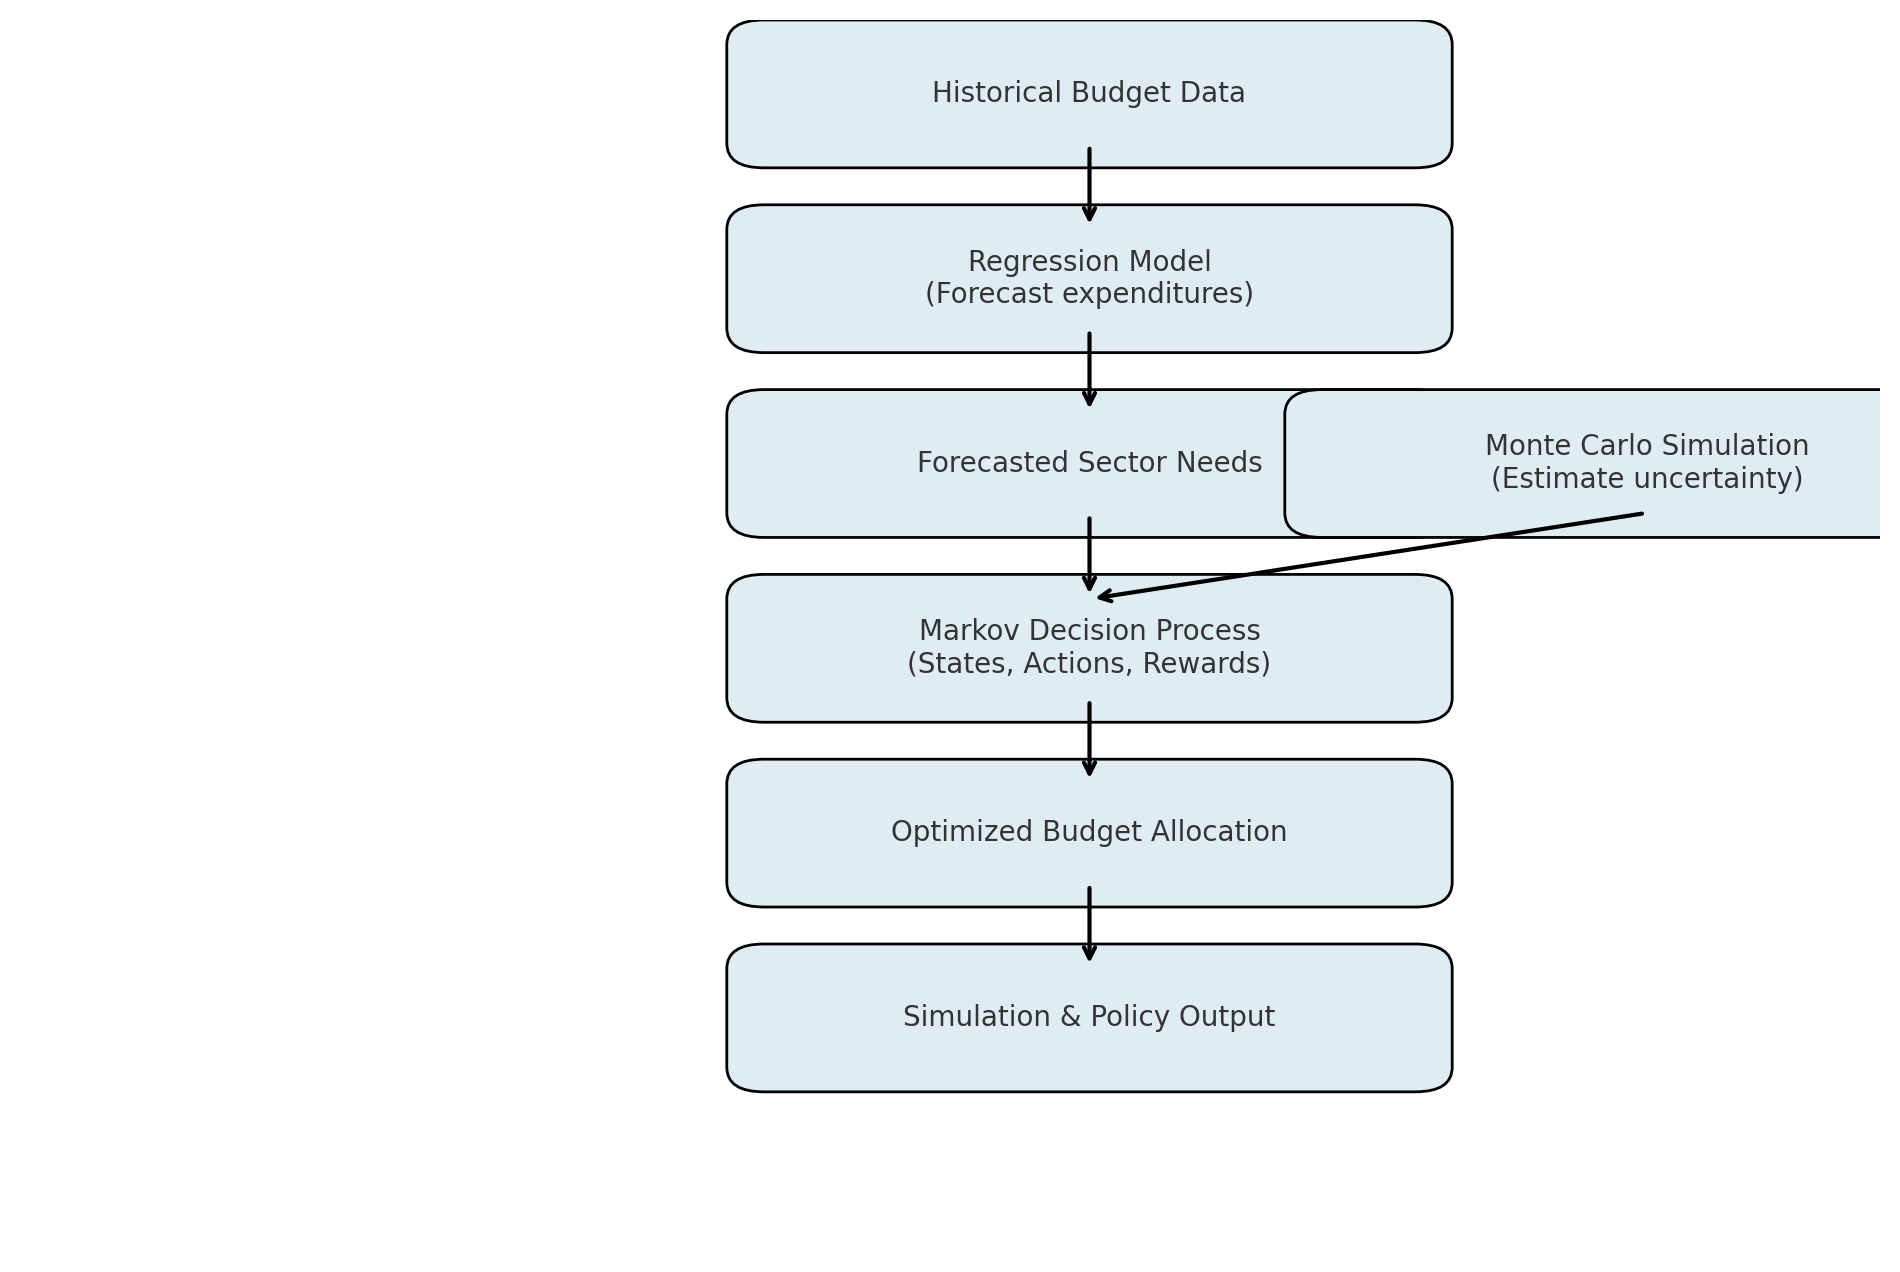 Historical Budget Data
Regression Model
(Forecast expenditures)
Forecasted Sector Needs
Monte Carlo Simulation
(Estimate uncertainty)
Markov Decision Process
(States, Actions, Rewards)
Optimized Budget Allocation
Simulation & Policy Output